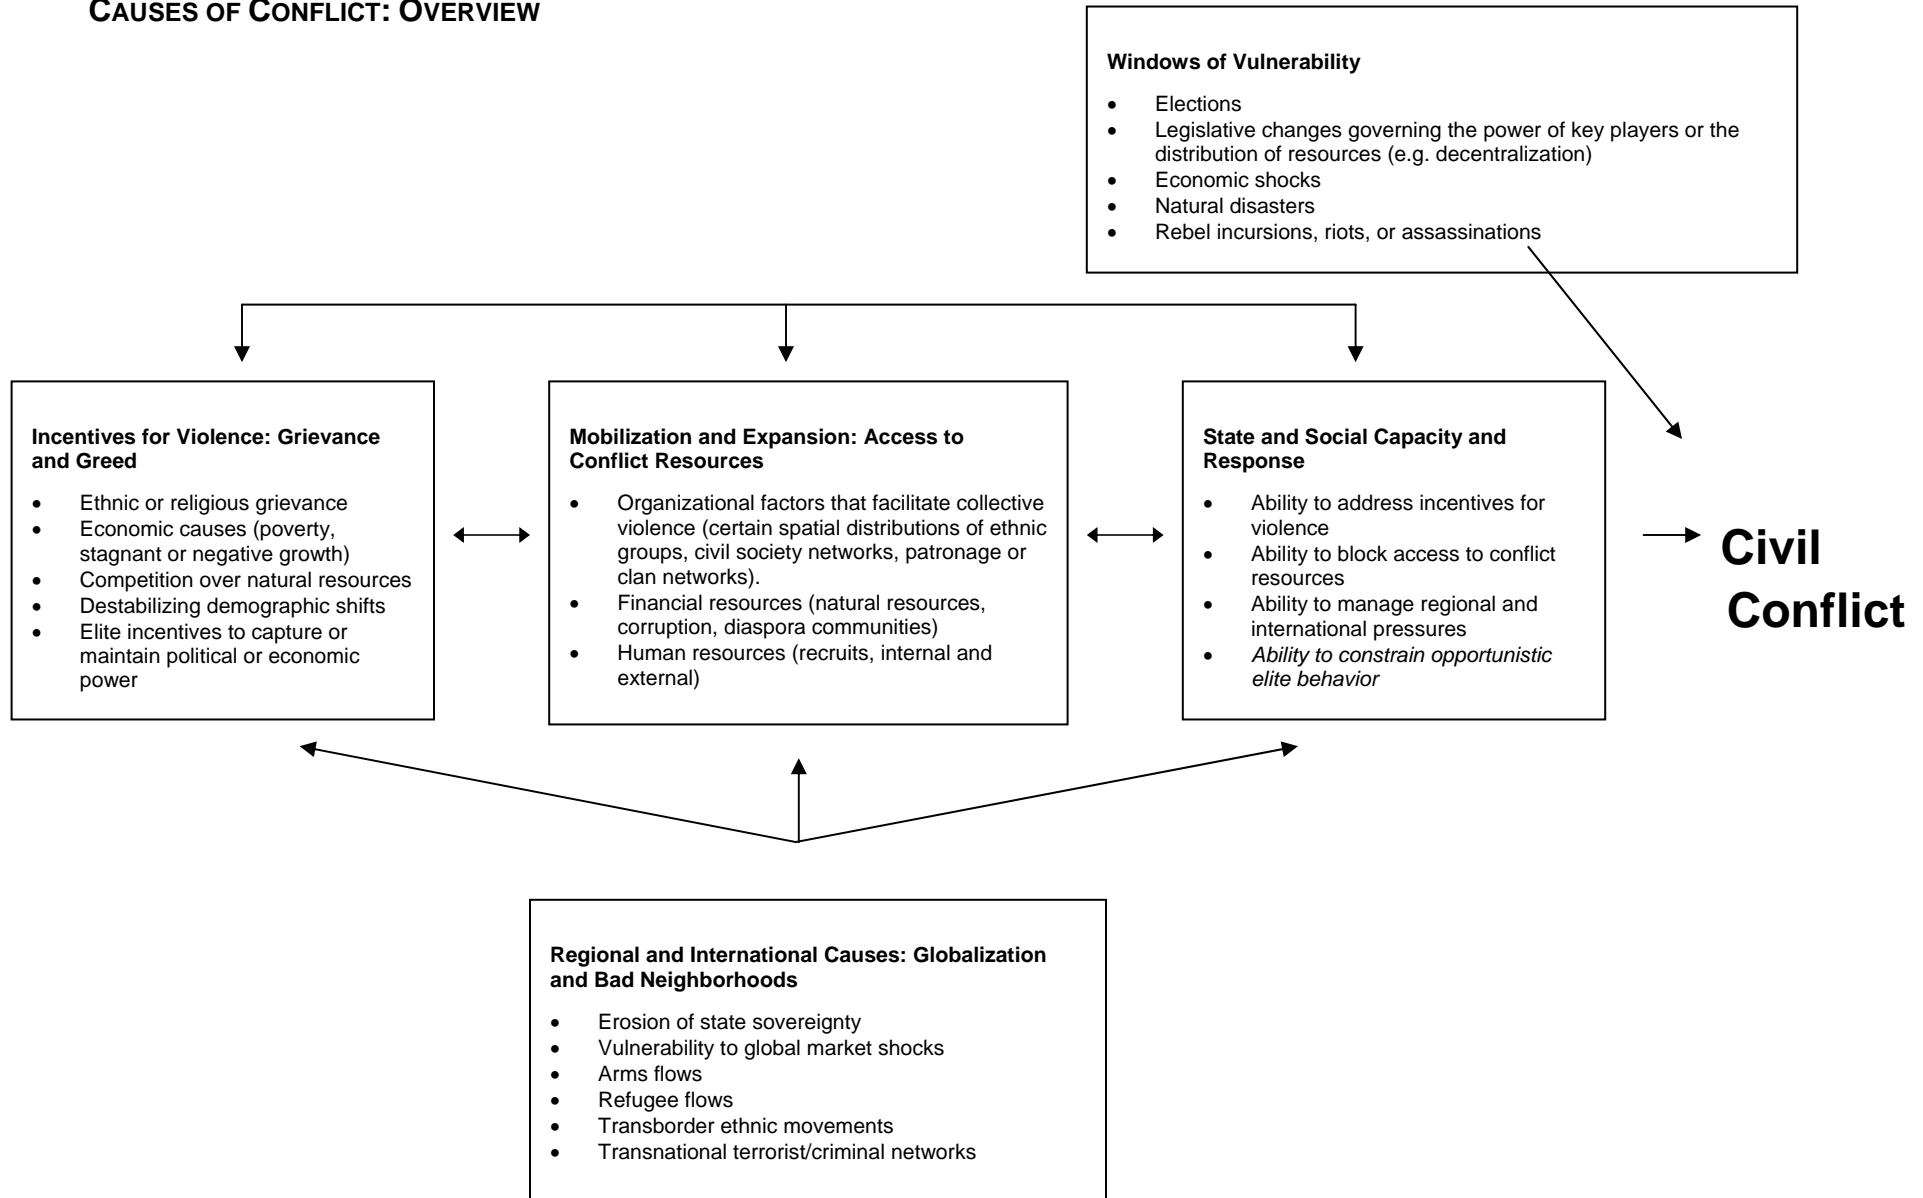 CAUSES OF CONFLICT: OVERVIEW
Windows of Vulnerability
• Elections
• Legislative changes governing the power of key players or the
distribution of resources (e.g. decentralization)
• Economic shocks
• Natural disasters
• Rebel incursions, riots, or assassinations
Incentives for Violence: Grievance
and Greed
• Ethnic or religious grievance
• Economic causes (poverty,
stagnant or negative growth)
• Competition over natural resources
• Destabilizing demographic shifts
• Elite incentives to capture or
maintain political or economic
power
Mobilization and Expansion: Access to
Conflict Resources
• Organizational factors that facilitate collective
violence (certain spatial distributions of ethnic
groups, civil society networks, patronage or
clan networks).
• Financial resources (natural resources,
corruption, diaspora communities)
• Human resources (recruits, internal and
external)
State and Social Capacity and
Response
• Ability to address incentives for
violence
• Ability to block access to conflict
resources
• Ability to manage regional and
international pressures
• Ability to constrain opportunistic
elite behavior
Civil
Conflict
Regional and International Causes: Globalization
and Bad Neighborhoods
• Erosion of state sovereignty
• Vulnerability to global market shocks
• Arms flows
• Refugee flows
• Transborder ethnic movements
• Transnational terrorist/criminal networks